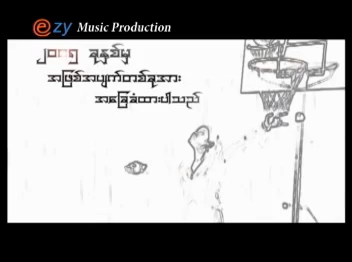 ezy Music Production
၂၀၁၅ ခုနှစ်မှ
အဖြစ်အပျက်တစ်ခုအား
အခြေခံထားပါသည်